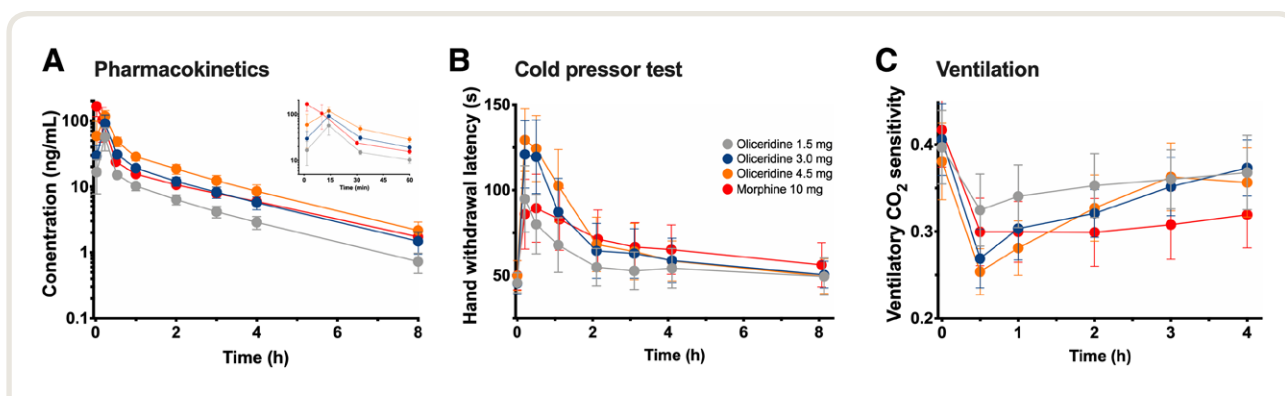 A Pharmacokinetics
Conentration (ng/mL)
100
10
1
0.1
0 2 4 6 8
Time (h)
100
10
0 15 30 45 60
Time (min)
B Cold pressor test
Hand withdrawal latency (s)
150
100
50
0 2 4 6 8
Time (h)
Oliceridine 1.5 mg
Oliceridine 3.0 mg
Oliceridine 4.5 mg
Morphine 10 mg
C Ventilation
Ventilatory CO2 sensitivity
0.4
0.3
0.2
0 1 2 3 4
Time (h)